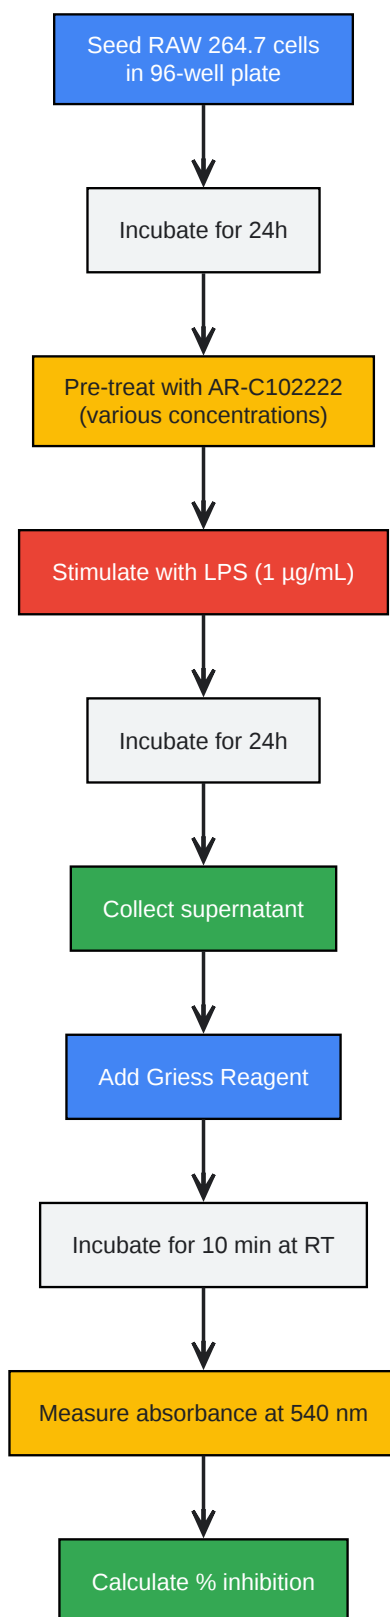 Seed RAW 264.7 cells
in 96-well plate
Incubate for 24h
Pre-treat with AR-C102222
(various concentrations)
Stimulate with LPS (1 µg/mL)
Incubate for 24h
Collect supernatant
Add Griess Reagent
Incubate for 10 min at RT
Measure absorbance at 540 nm
Calculate % inhibition